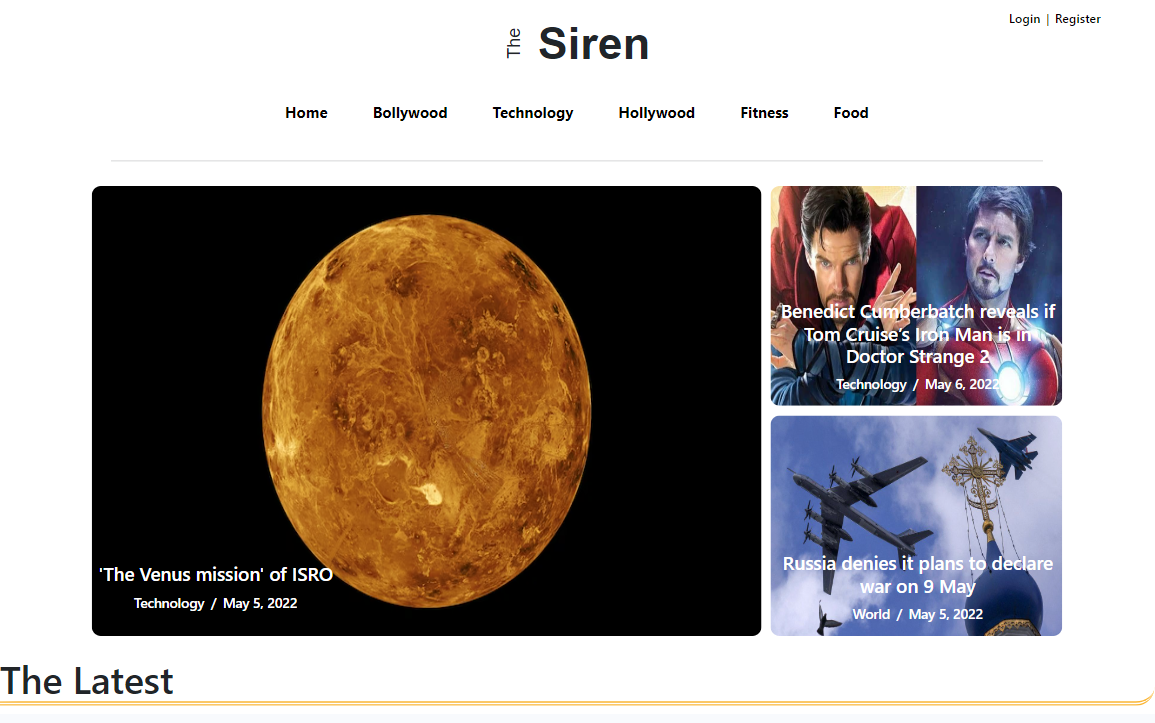 Login | Register
The Siren
Home Bollywood Technology Hollywood Fitness Food
Benedict Cumberbatch reveals if
Tom Cruise's Iron Man is in
Doctor Strange 2
Technology / May 6, 2022
'The Venus mission' of ISRO
Technology / May 5, 2022
Russia denies it plans to declare
war on 9 May
World / May 5, 2022
The Latest